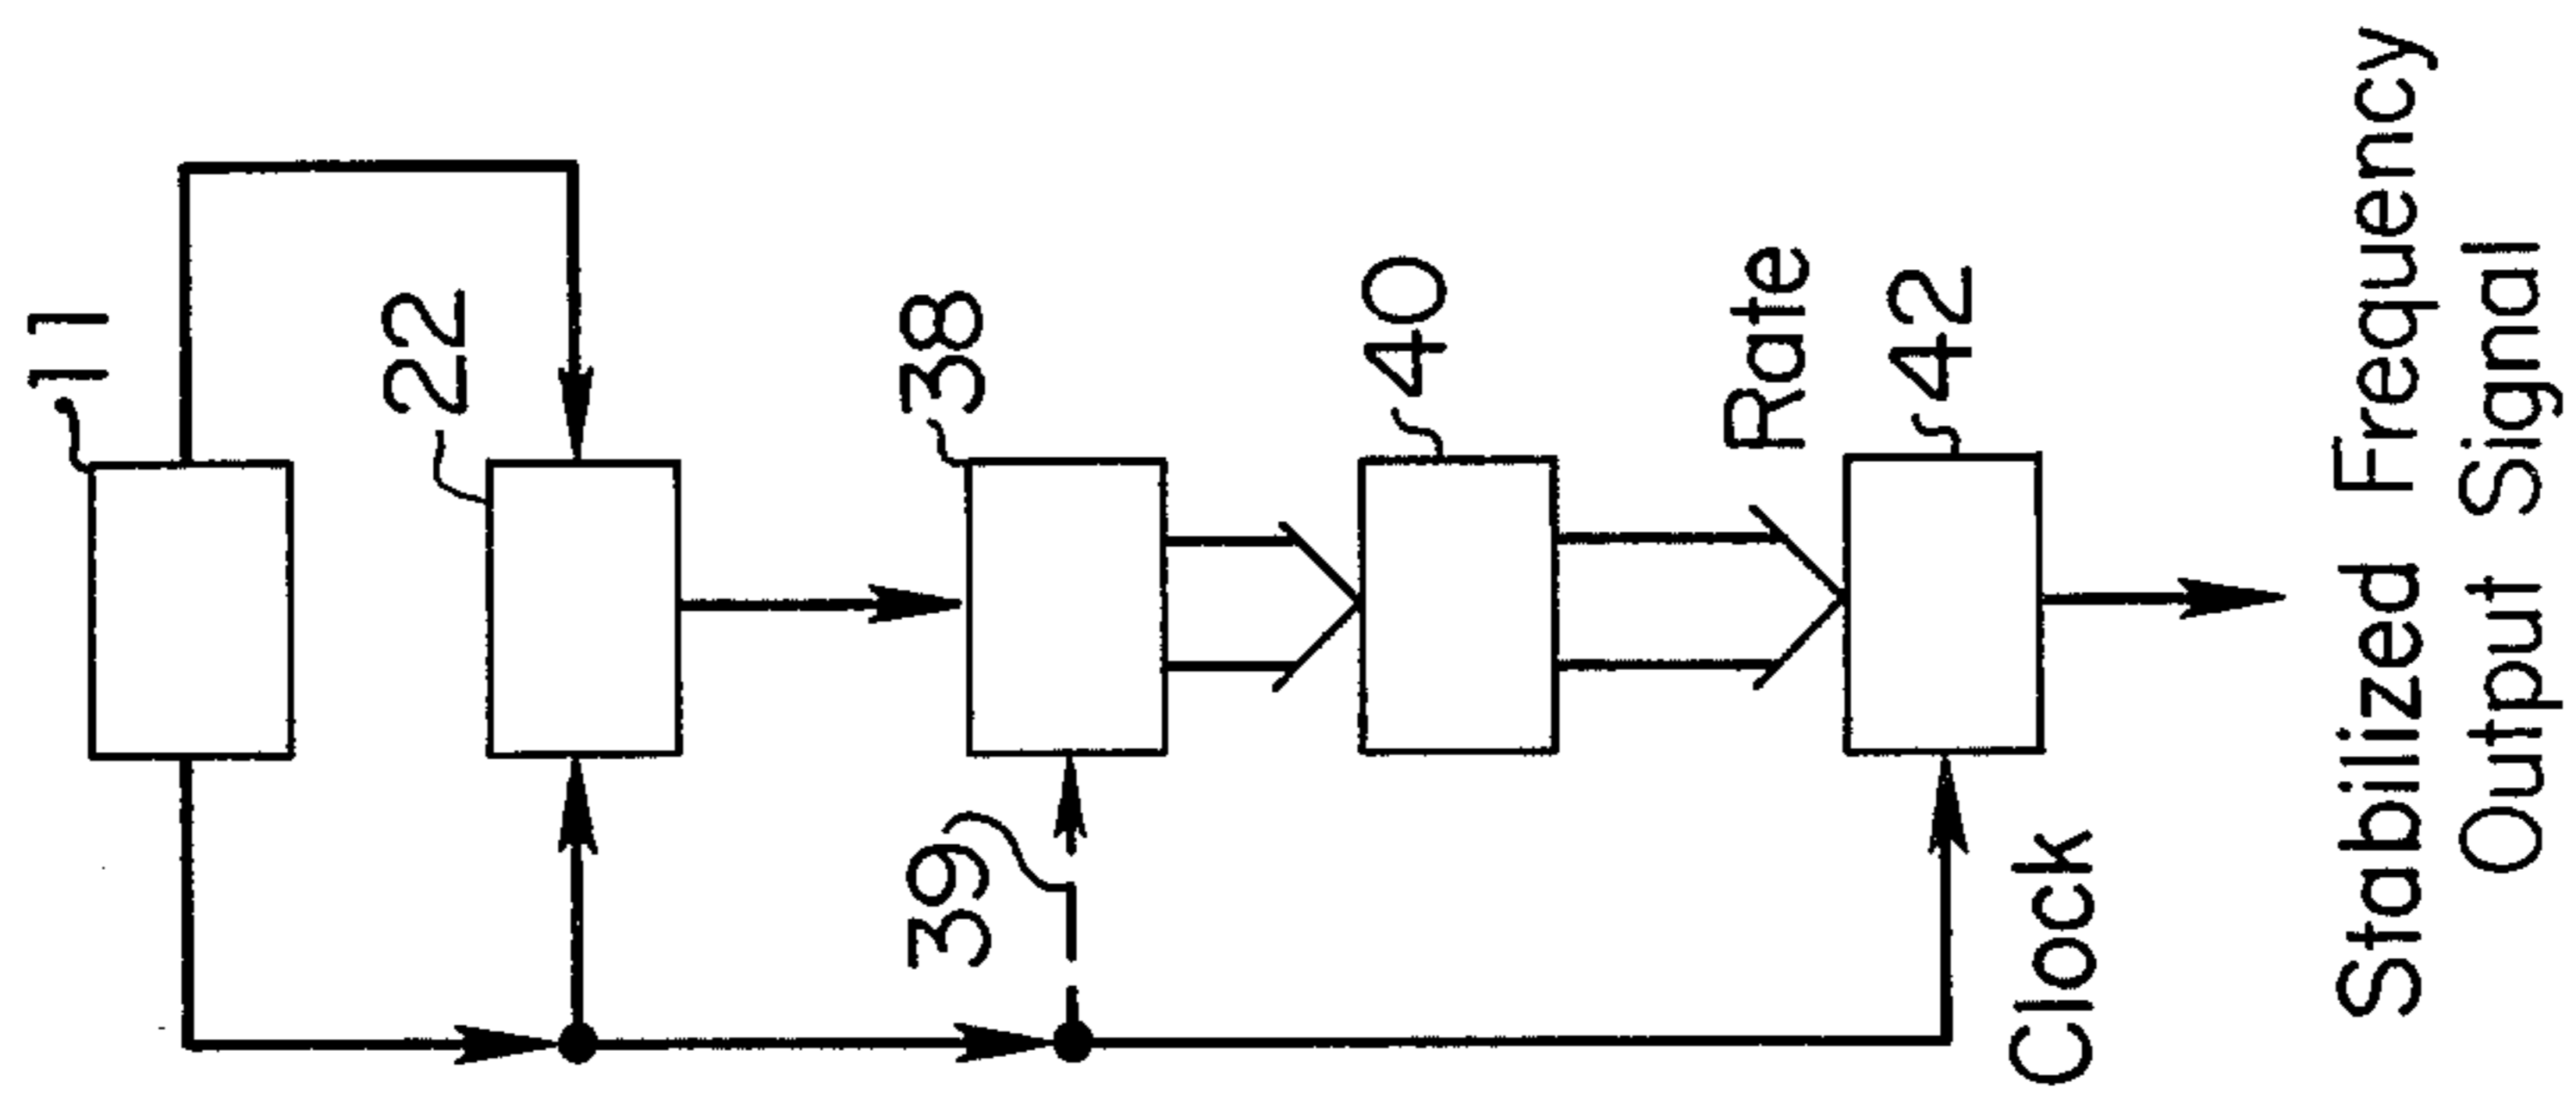 11
22
38
39
40
Rate
42
Clock
Stabilized Frequency
Output Signal